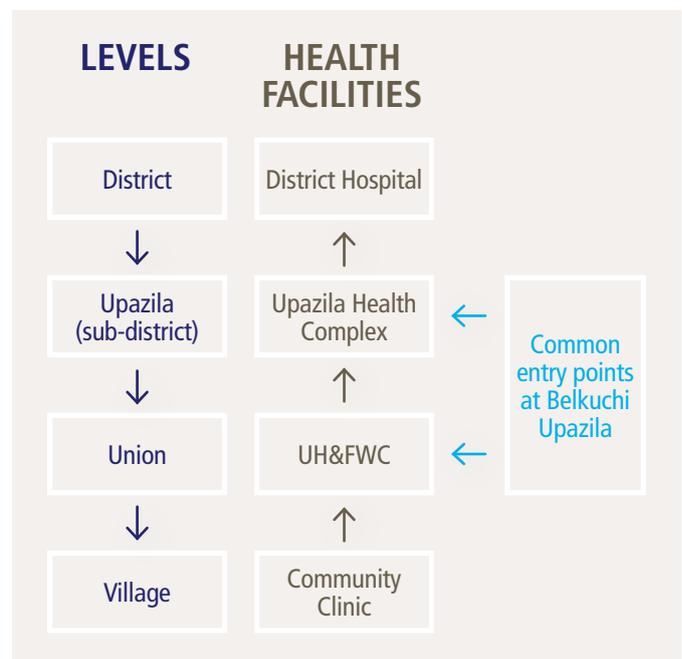 LEVELS
HEALTH
FACILITIES
District
District Hospital
Upazila
(sub-district)
Upazila Health
Complex
Common
entry points
at Belkuchi
Upazila
Union
UH&FWC
Village
Community
Clinic